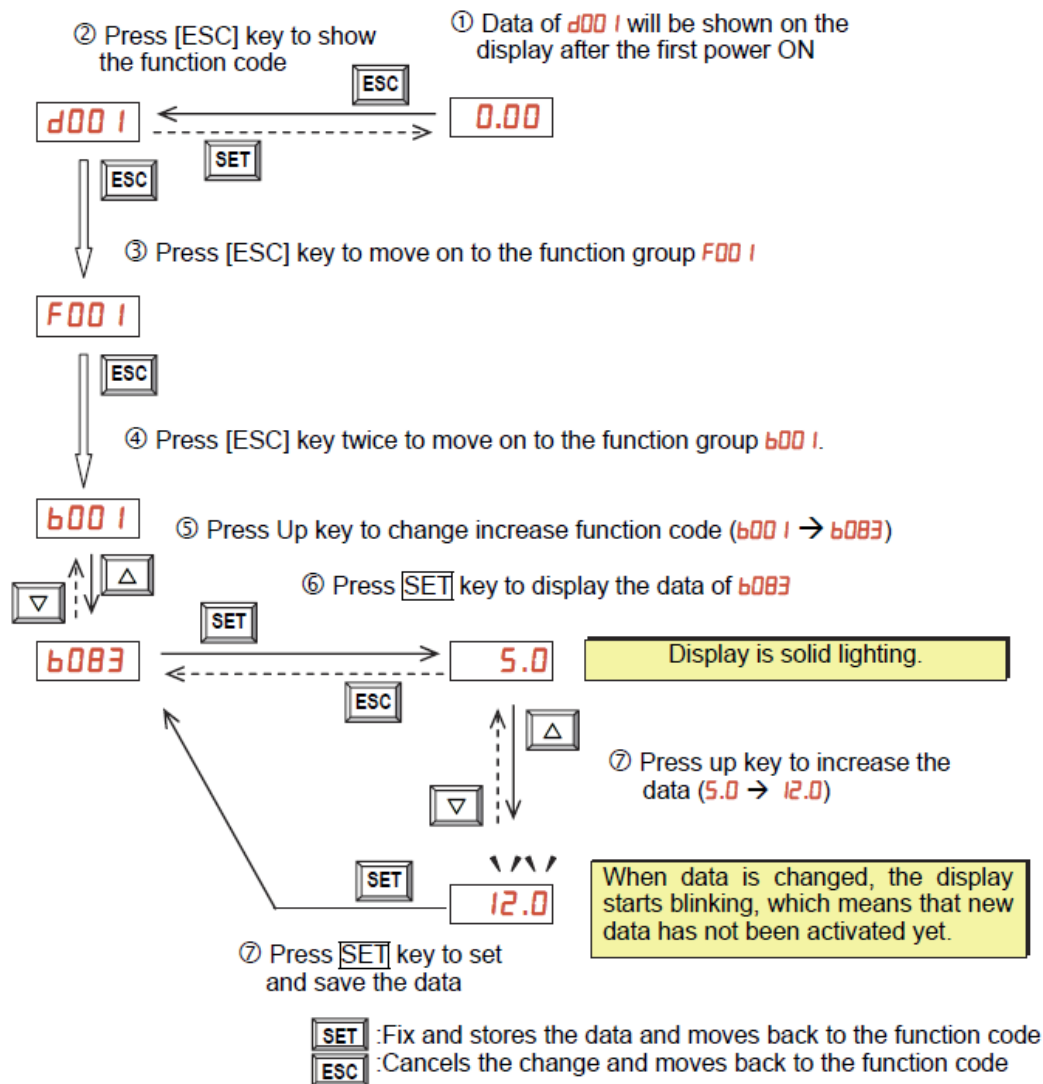 ① Data of d001 will be shown on the
display after the first power ON
② Press [ESC] key to show
the function code
ESC
d001
0.00
SET
ESC
③ Press [ESC] key to move on to the function group F001
F001
ESC
④ Press [ESC] key twice to move on to the function group b001.
b001
⑤ Press Up key to change increase function code (b001 → b083)
△
▽
⑥ Press SET key to display the data of b083
SET
b083
5.0
Display is solid lighting.
ESC
△
⑦ Press up key to increase the
data (5.0 → 12.0)
▽
SET
12.0
When data is changed, the display
starts blinking, which means that new
data has not been activated yet.
⑦ Press SET key to set
and save the data
SET :Fix and stores the data and moves back to the function code
ESC :Cancels the change and moves back to the function code